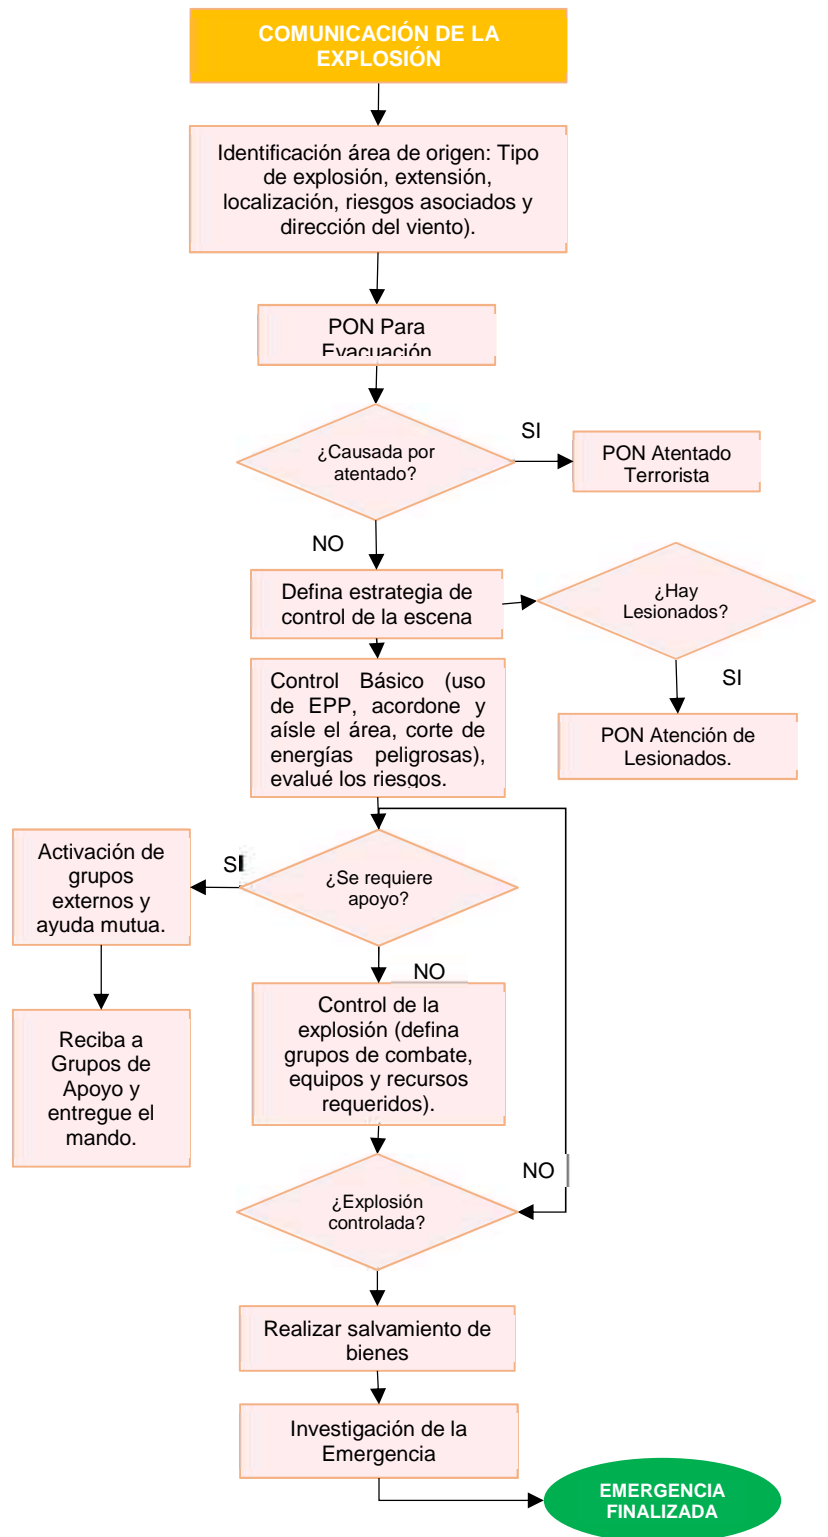 COMUNICACIÓN DE LA
EXPLOSIÓN
Identificación área de origen: Tipo
de explosión, extensión,
localización, riesgos asociados y
dirección del viento).
PON Para
Evacuación
¿Causada por
atentado?
SI
PON Atentado
Terrorista
NO
Defina estrategia de
control de la escena
¿Hay
Lesionados?
SI
PON Atención de
Lesionados.
Control Básico (uso
de EPP, acordone y
aísle el área, corte de
energías peligrosas),
evalué los riesgos.
¿Se requiere
apoyo?
SI
Activación de
grupos
externos y
ayuda mutua.
Reciba a
Grupos de
Apoyo y
entregue el
mando.
NO
Control de la
explosión (defina
grupos de combate,
equipos y recursos
requeridos).
NO
¿Explosión
controlada?
Realizar salvamiento de
bienes
Investigación de la
Emergencia
EMERGENCIA
FINALIZADA